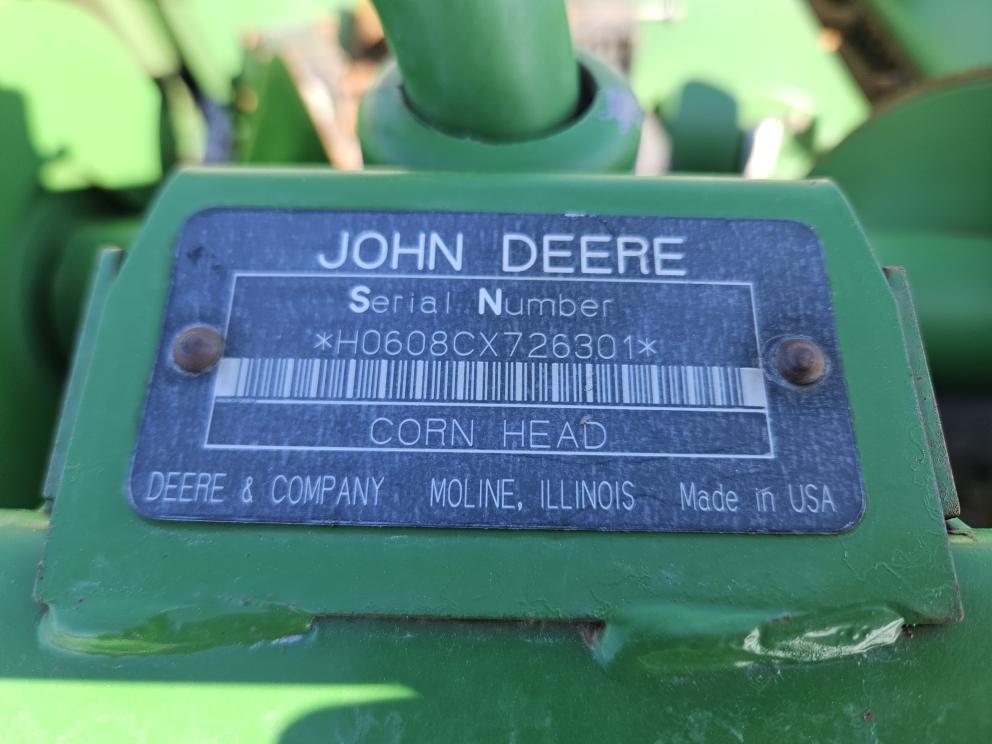 JOHN DEERE
Serial Number
*H0608CX726301*
CORN HEAD
DEERE & COMPANY MOLINE, ILLINOIS Made in USA